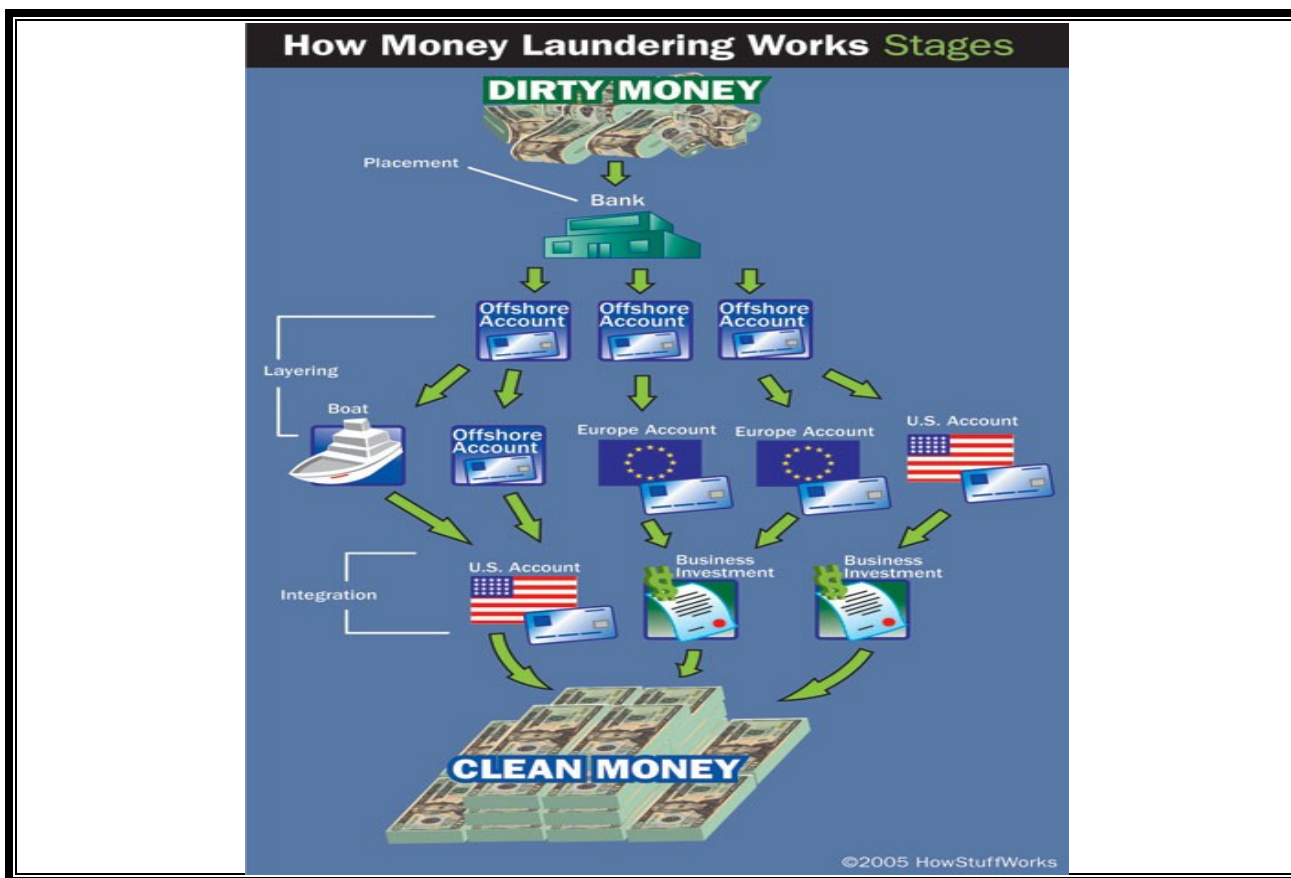 How Money Laundering Works Stages
DIRTY MONEY
Placement
Bank
Offshore
Account
Offshore
Account
Offshore
Account
Layering
Boat
Offshore
Account
Europe Account
Europe Account
U.S. Account
Integration
U.S. Account
Business
Investment
Business
Investment
CLEAN MONEY
©2005 HowStuffWorks